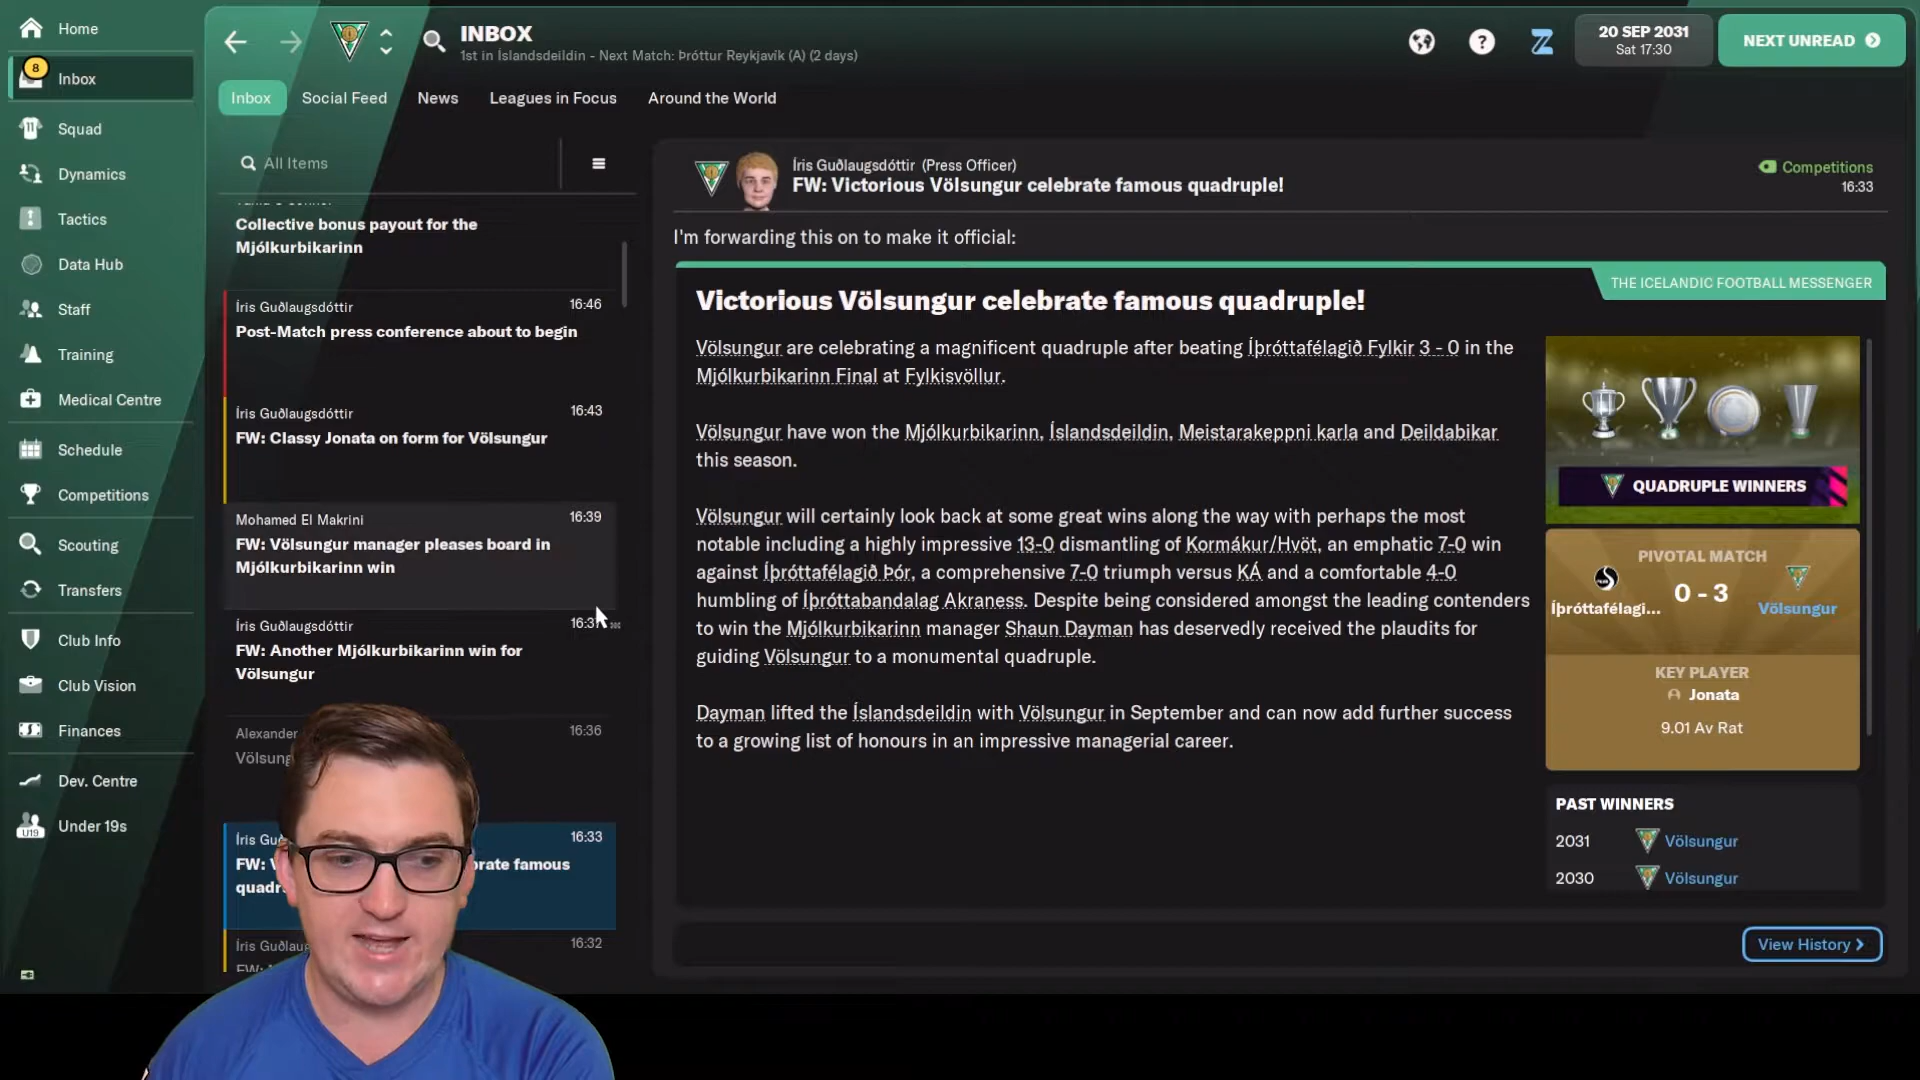 Home
8
Inbox
Squad
Dynamics
Tactics
Data Hub
Staff
Training
Medical Centre
Schedule
Competitions
Scouting
Transfers
Club Info
Club Vision
Finances
Dev. Centre
Under 19s
INBOX
1st in Íslandsdeildin - Next Match: Þróttur Reykjavík (A) (2 days)
20 SEP 2031
Sat 17:30
NEXT UNREAD
Inbox
Social Feed
News
Leagues in Focus
Around the World
All Items
Collective bonus payout for the
Mjólkurbikarinn
Íris Guðlaugsdóttir 16:46
Post-Match press conference about to begin
Íris Guðlaugsdóttir 16:43
FW: Classy Jonata on form for Völsungur
Mohamed El Makrini 16:39
FW: Völsungur manager pleases board in
Mjólkurbikarinn win
Íris Guðlaugsdóttir
FW: Another Mjólkurbikarinn win for
Völsungur
Alexander 16:36
Völsung
Íris Gu 16:33
FW: brate famous
quadr
Íris Guðlaug 16:32
FW:
Íris Guðlaugsdóttir (Press Officer)
FW: Victorious Völsungur celebrate famous quadruple!
Competitions
16:33
I'm forwarding this on to make it official:
THE ICELANDIC FOOTBALL MESSENGER
Victorious Völsungur celebrate famous quadruple!
Völsungur are celebrating a magnificent quadruple after beating Íþróttafélagið Fylkir 3 - 0 in the
Mjólkurbikarinn Final at Fylkisvöllur.
Völsungur have won the Mjólkurbikarinn, Íslandsdeildin, Meistarakeppni karla and Deildabikar
this season.
Völsungur will certainly look back at some great wins along the way with perhaps the most
notable including a highly impressive 13-0 dismantling of Kormákur/Hvöt, an emphatic 7-0 win
against Íþróttafélagið Þór, a comprehensive 7-0 triumph versus KÁ and a comfortable 4-0
humbling of Íþróttabandalag Akraness. Despite being considered amongst the leading contenders
to win the Mjólkurbikarinn manager Shaun Dayman has deservedly received the plaudits for
guiding Völsungur to a monumental quadruple.
Dayman lifted the Íslandsdeildin with Völsungur in September and can now add further success
to a growing list of honours in an impressive managerial career.
QUADRUPLE WINNERS
PIVOTAL MATCH
0 - 3
Íþróttafélagi... Völsungur
KEY PLAYER
Jonata
9.01 Av Rat
PAST WINNERS
2031 Völsungur
2030 Völsungur
View History